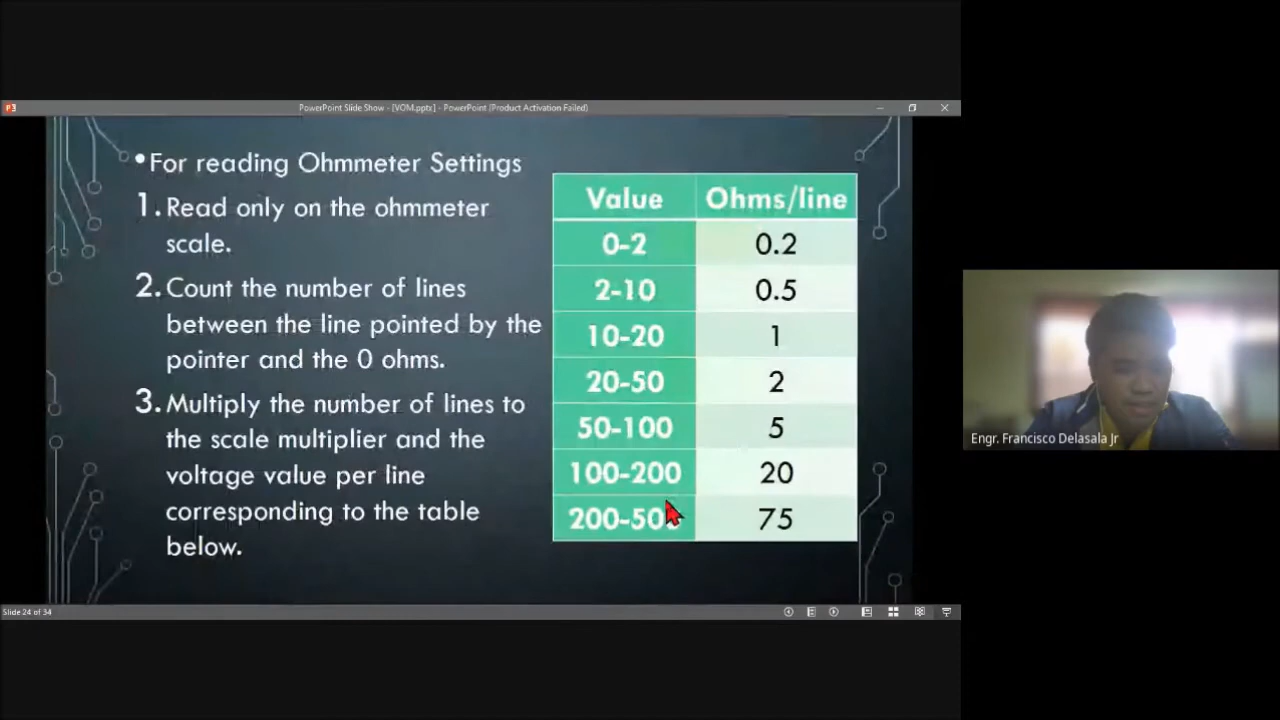 PowerPoint Slide Show - [VOM.pptx] - PowerPoint (Product Activation Failed)
•For reading Ohmmeter Settings
1. Read only on the ohmmeter
scale.
2. Count the number of lines
between the line pointed by the
pointer and the 0 ohms.
3. Multiply the number of lines to
the scale multiplier and the
voltage value per line
corresponding to the table
below.
Value Ohms/line
0-2 0.2
2-10 0.5
10-20 1
20-50 2
50-100 5
100-200 20
200-50 75
Engr. Francisco Delasala Jr
Slide 24 of 34